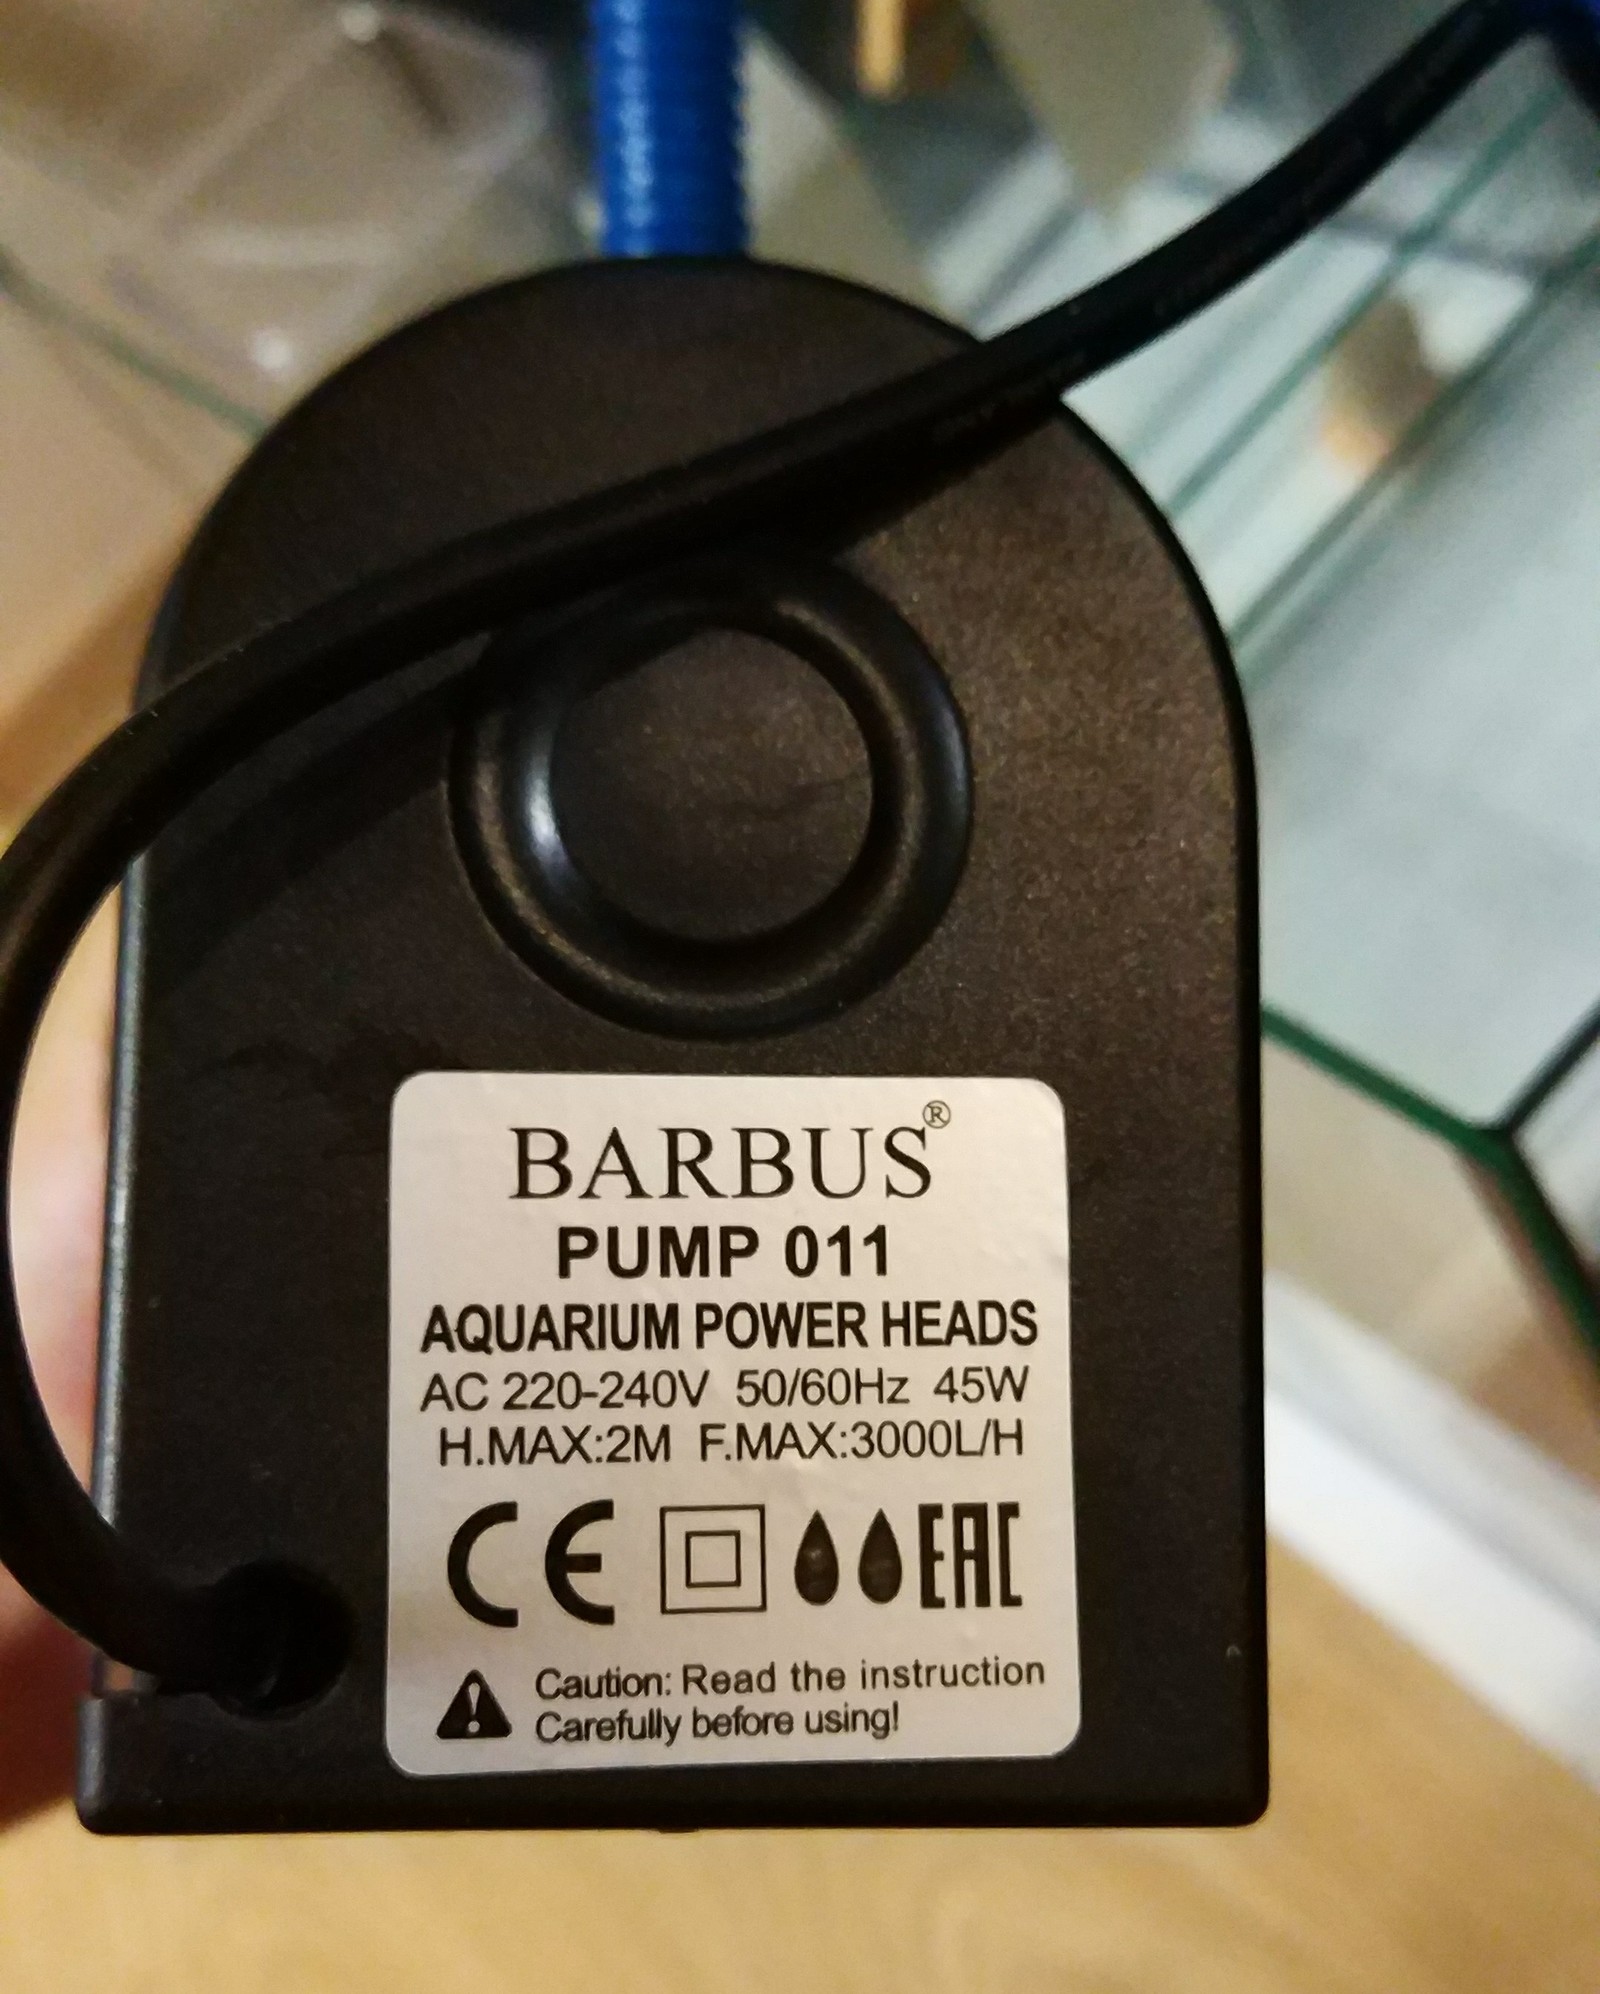 BARBUS®
PUMP 011
AQUARIUM POWER HEADS
AC 220-240V 50/60Hz 45W
H.MAX:2M F.MAX:3000L/H
CE EAC
Caution: Read the instruction
Carefully before using!